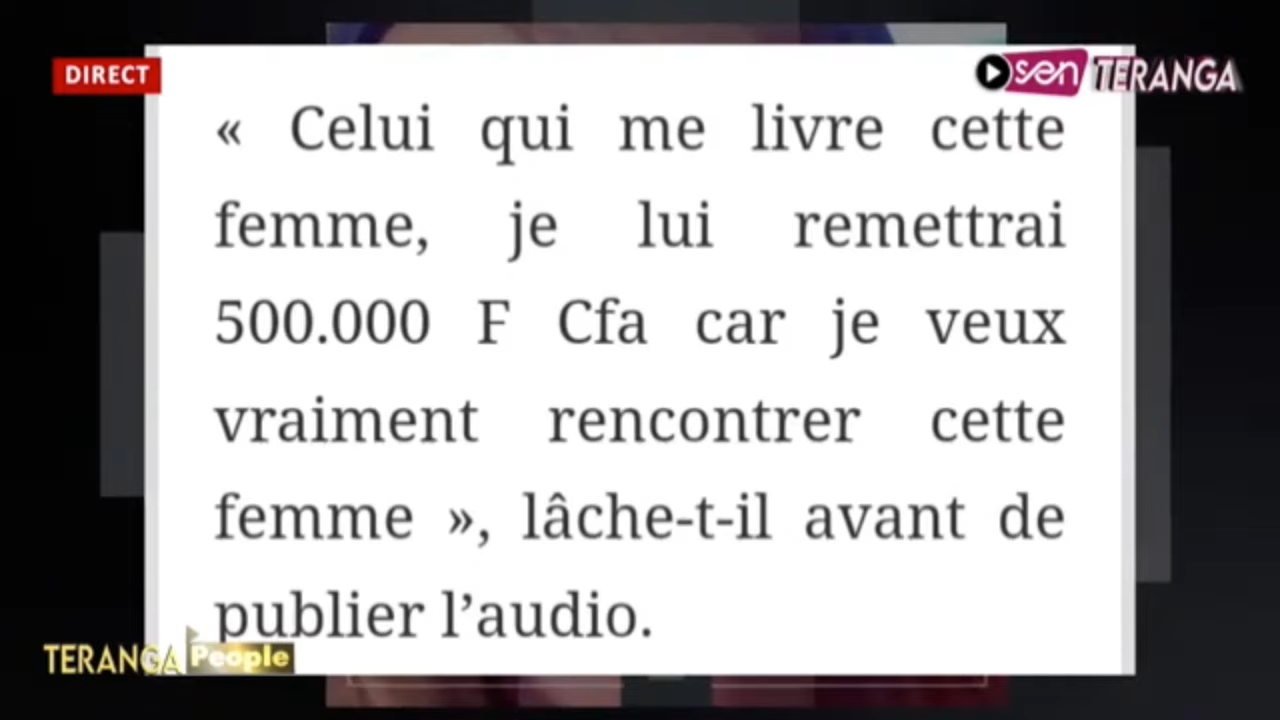 DIRECT
sen TERANGA
« Celui qui me livre cette
femme, je lui remettrai
500.000 F Cfa car je veux
vraiment rencontrer cette
femme », lâche-t-il avant de
publier l’audio.
TERANGA People